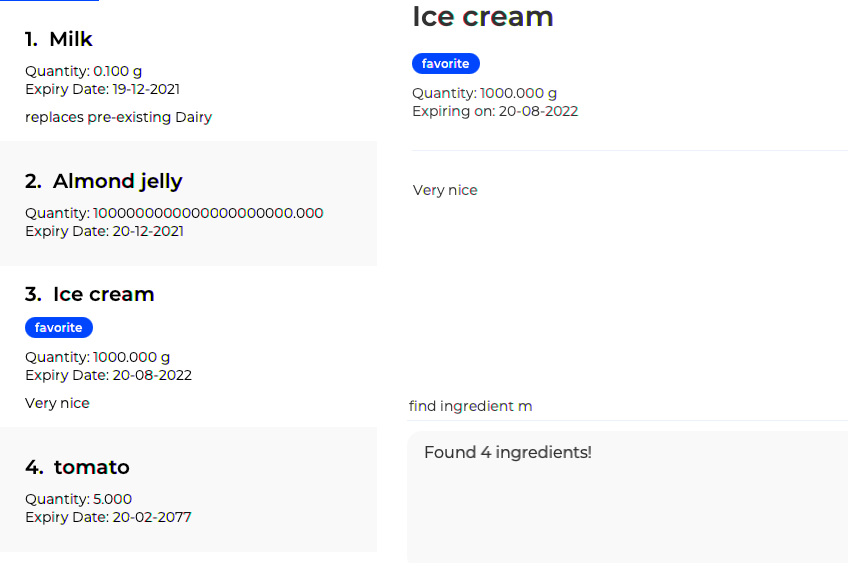 1. Milk
Quantity: 0.100 g
Expiry Date: 19-12-2021
replaces pre-existing Dairy
2. Almond jelly
Quantity: 1000000000000000000000.000
Expiry Date: 20-12-2021
3. Ice cream
favorite
Quantity: 1000.000 g
Expiry Date: 20-08-2022
Very nice
4. tomato
Quantity: 5.000
Expiry Date: 20-02-2077
Ice cream
favorite
Quantity: 1000.000 g
Expiring on: 20-08-2022
Very nice
find ingredient m
Found 4 ingredients!